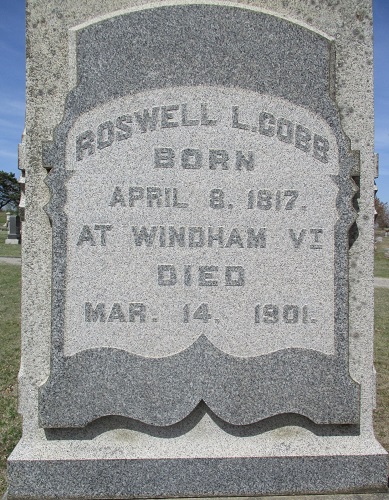 ROSWELL L. COBB
BORN
APRIL 8, 1817.
AT WINDHAM VT
DIED
MAR. 14, 1901.